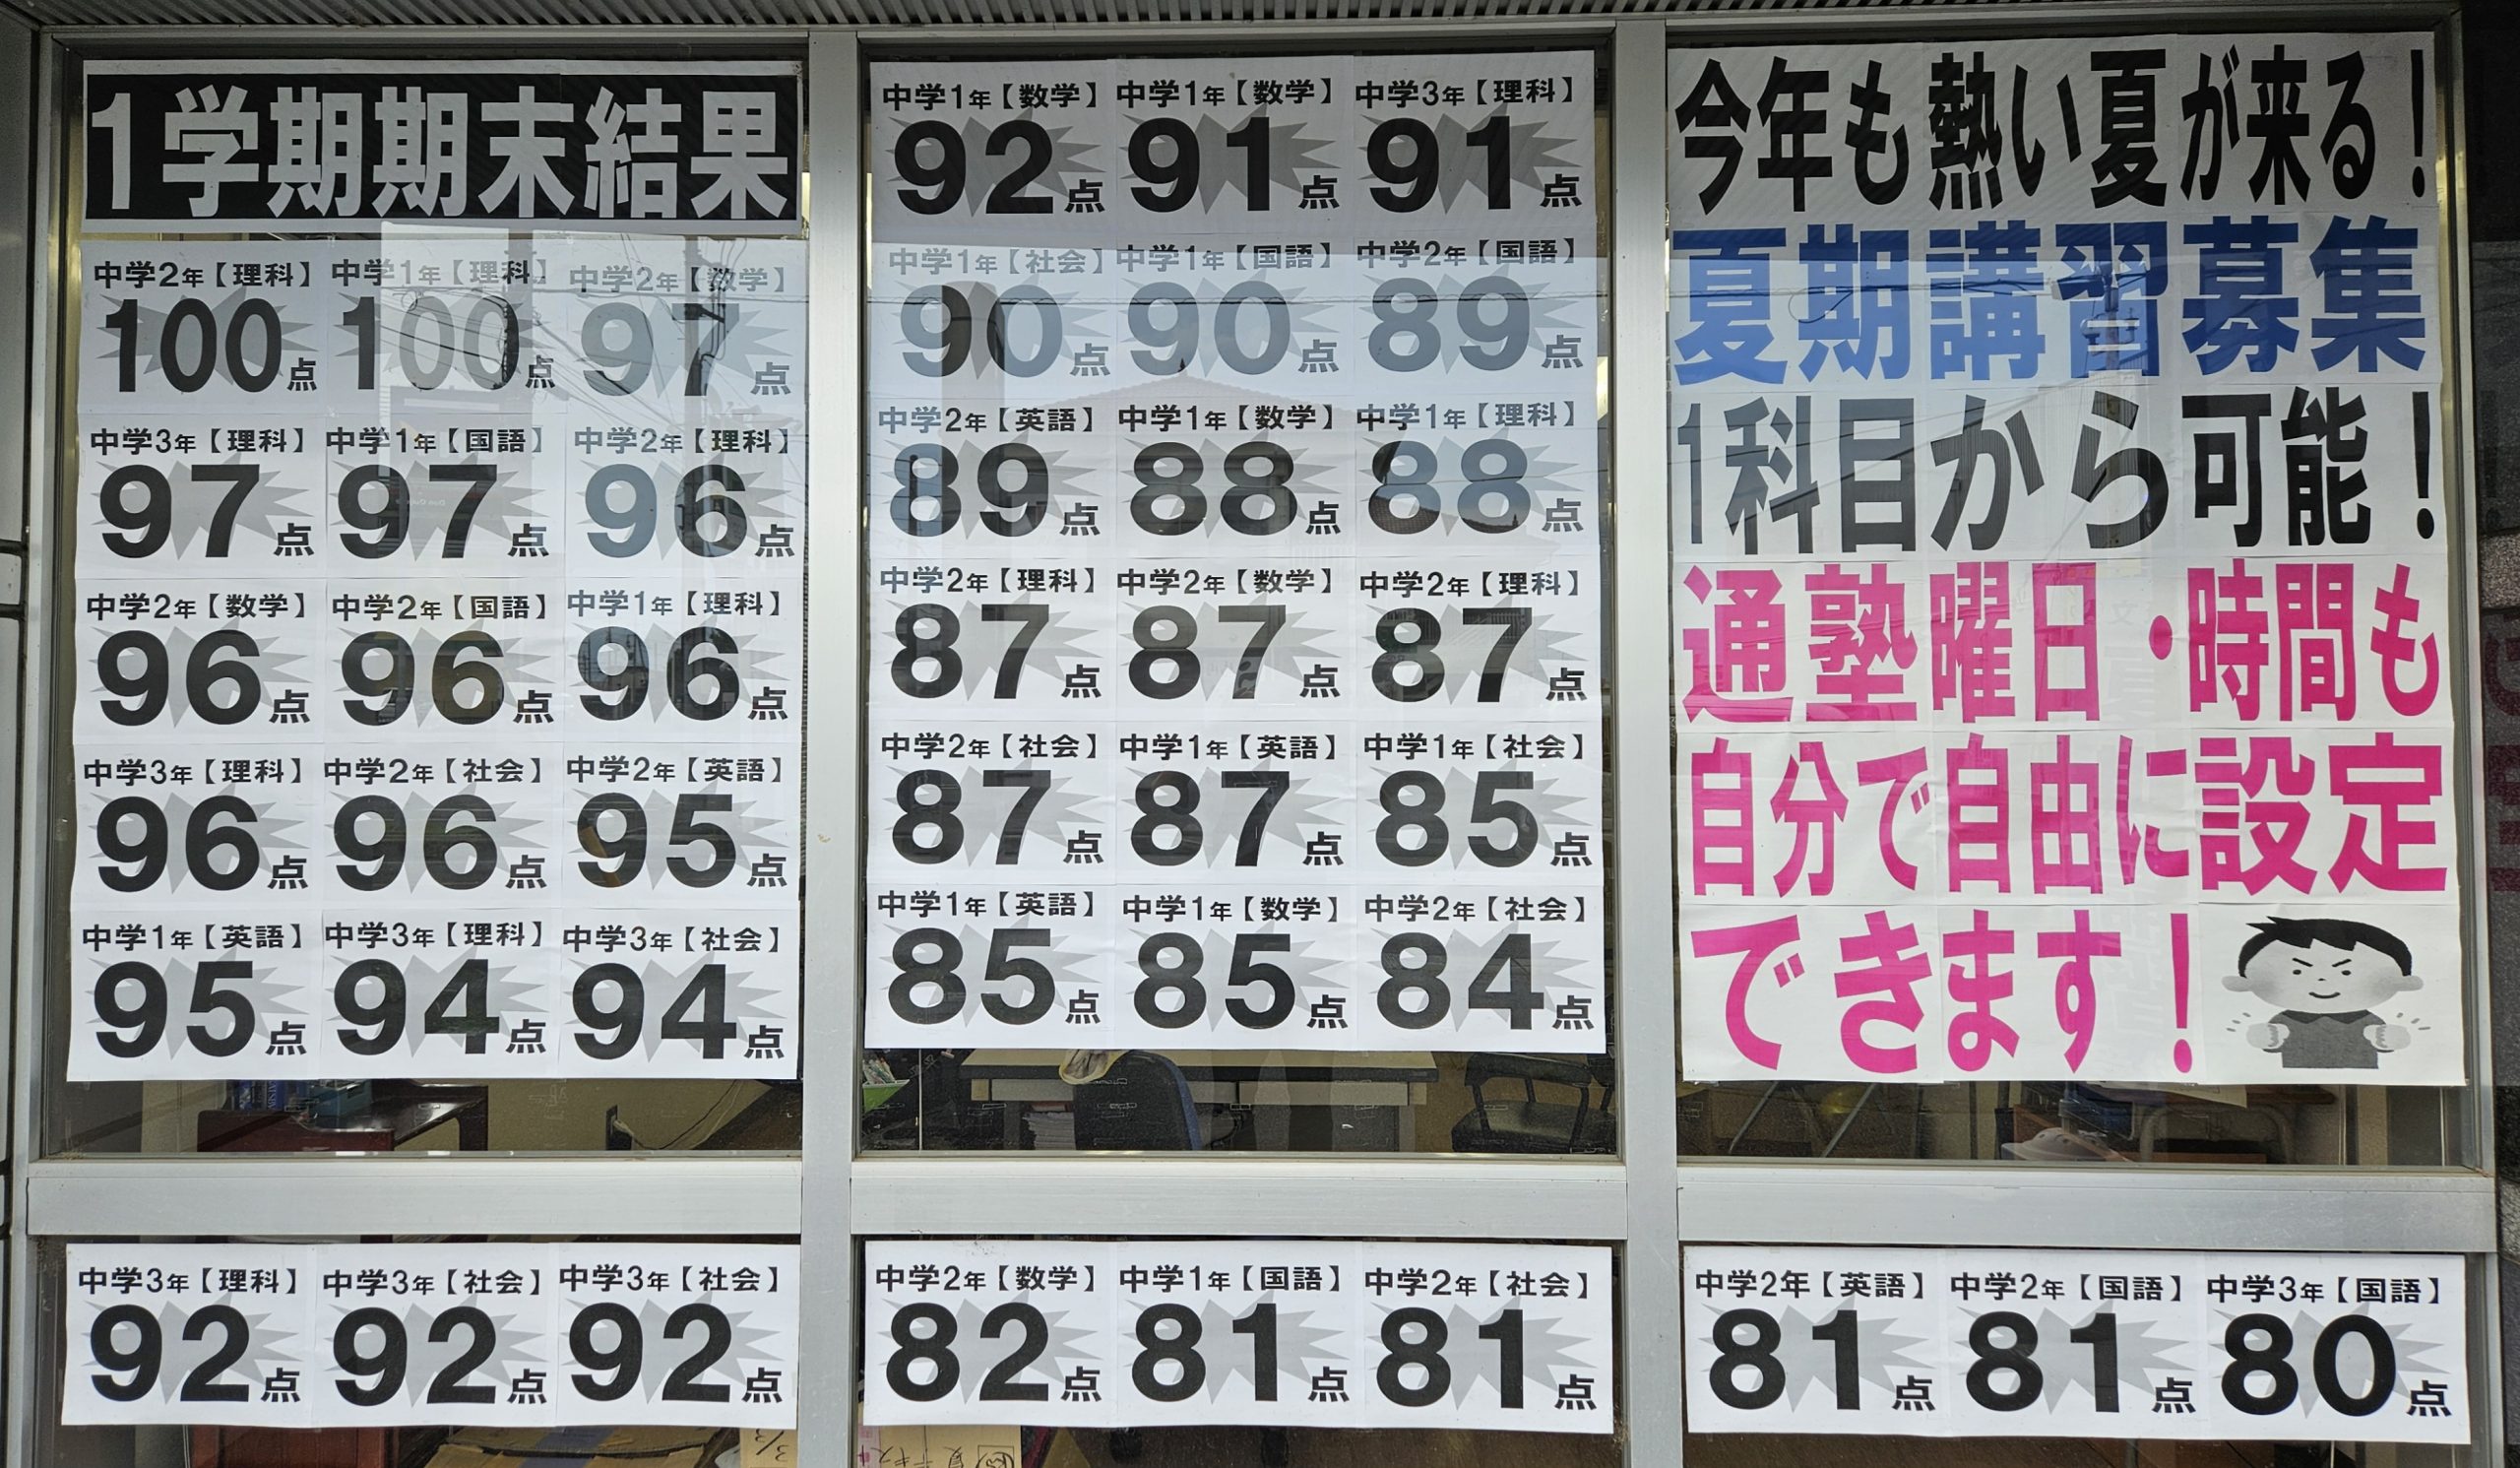 1学期期末結果
中学2年【理科】 中学1年【理科】 中学2年【数学】
100点 100点 97点
中学3年【理科】 中学1年【国語】 中学2年【理科】
97点 97点 96点
中学2年【数学】 中学2年【国語】 中学1年【理科】
96点 96点 96点
中学3年【理科】 中学2年【社会】 中学2年【英語】
96点 96点 95点
中学1年【英語】 中学3年【理科】 中学3年【社会】
95点 94点 94点
中学3年【理科】 中学3年【社会】 中学3年【社会】
92点 92点 92点
中学1年【数学】 中学1年【数学】 中学3年【理科】
92点 91点 91点
中学1年【社会】 中学1年【国語】 中学2年【国語】
90点 90点 89点
中学2年【英語】 中学1年【数学】 中学1年【理科】
89点 88点 88点
中学2年【理科】 中学2年【数学】 中学2年【理科】
87点 87点 87点
中学2年【社会】 中学1年【英語】 中学1年【社会】
87点 87点 85点
中学1年【英語】 中学1年【数学】 中学2年【社会】
85点 85点 84点
中学2年【数学】 中学1年【国語】 中学2年【社会】
82点 81点 81点
今年も熱い夏が来る！
夏期講習募集
1科目から可能！
通塾曜日・時間も
自分で自由に設定
できます！
中学2年【英語】 中学2年【国語】 中学3年【国語】
81点 81点 80点